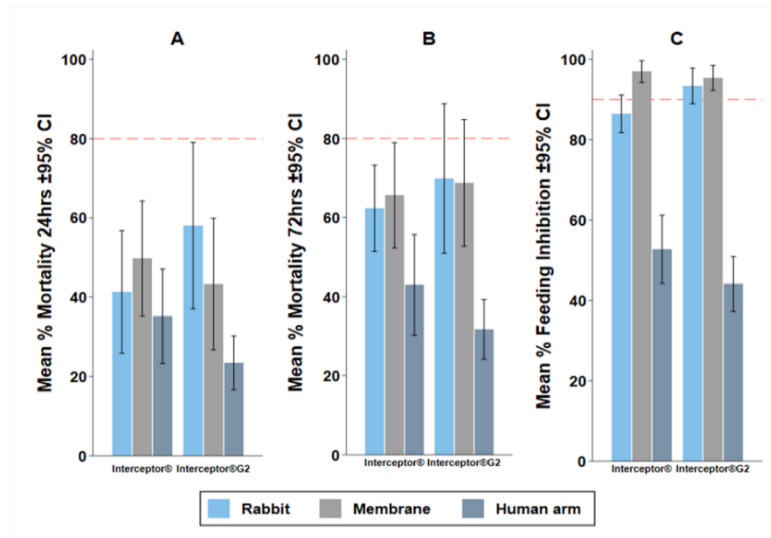 A
B
C
Mean % Mortality 24hrs ±95% CI
100
80
60
40
20
0
Interceptor® Interceptor®G2
Mean % Mortality 72hrs ±95% CI
100
80
60
40
20
0
Interceptor® Interceptor®G2
Mean % Feeding Inhibition ±95% CI
100
80
60
40
20
0
Interceptor® Interceptor®G2
Rabbit Membrane Human arm